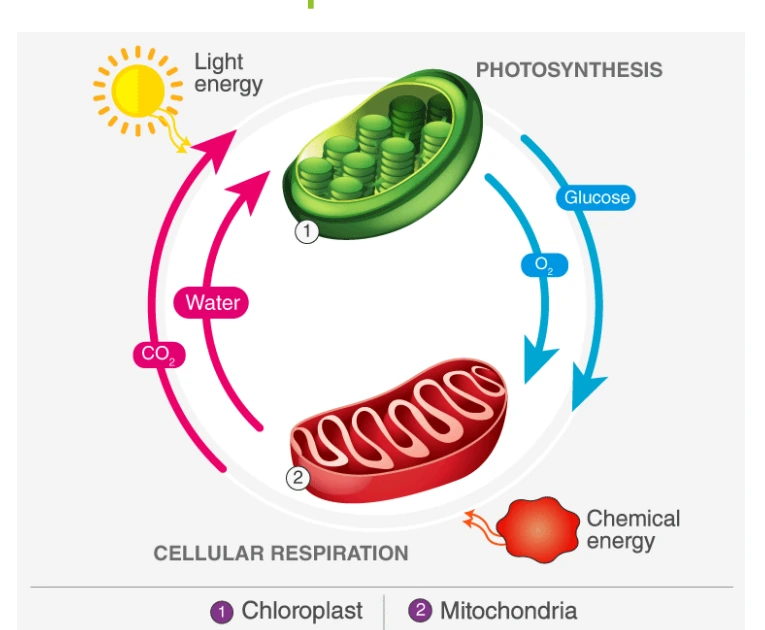 Light
energy
PHOTOSYNTHESIS
Glucose
1
O₂
Water
CO₂
2
Chemical
energy
CELLULAR RESPIRATION
1 Chloroplast
2 Mitochondria